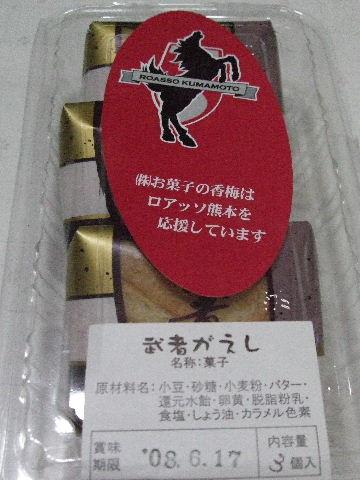 ROASSO KUMAMOTO
㈱お菓子の香梅は
ロアッソ熊本を
応援しています
武者がえし
名称:菓子
原材料名:小豆・砂糖・小麦粉・バター・
還元水飴・卵黄・脱脂粉乳・
食塩・しょう油・カラメル色素
賞味
期限
'08.6.17
内容量
3個入